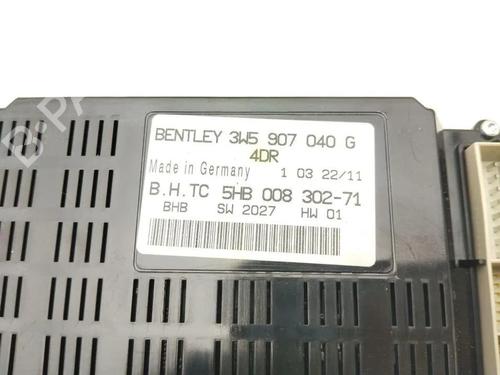 BENTLEY 3W5 907 040 G
4DR
Made in Germany 1 03 22/11
B.H.TC 5HB 008 302-71
BHB SW 2027 HW 01
B-PA